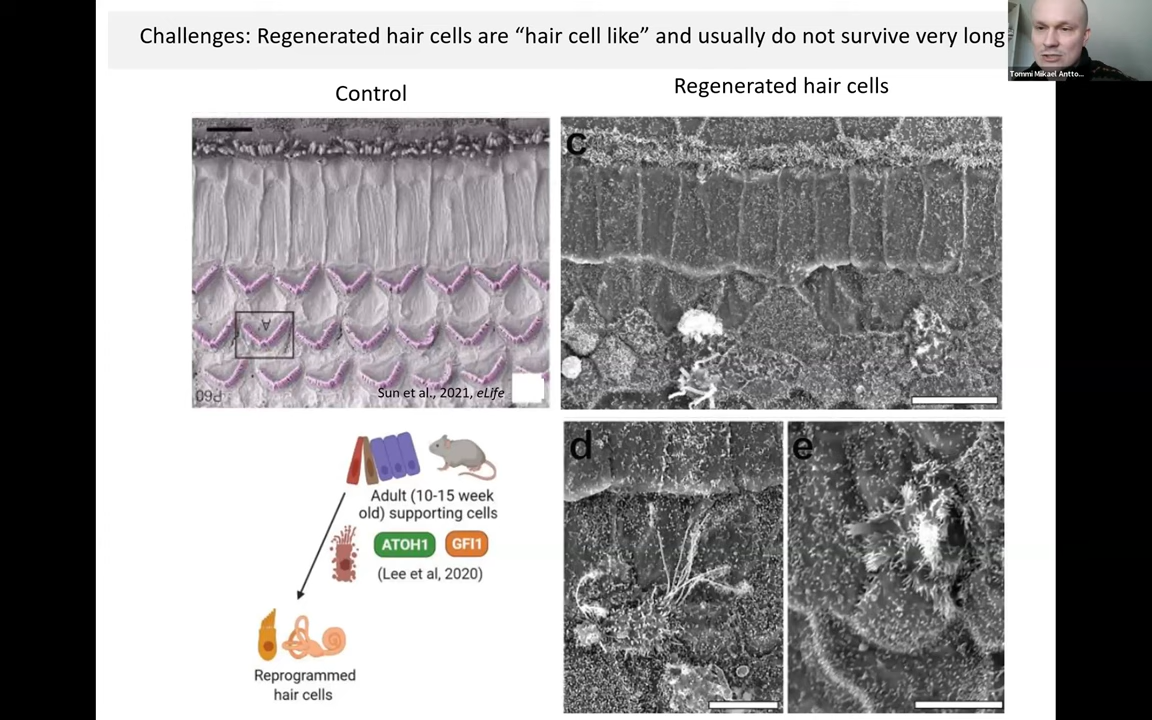 Challenges: Regenerated hair cells are “hair cell like” and usually do not survive very long
Tommi Mikael Antto...
Control
Regenerated hair cells
c
Sun et al., 2021, eLife
P60
d
e
Adult (10-15 week
old) supporting cells
ATOH1 GFI1
(Lee et al, 2020)
Reprogrammed
hair cells